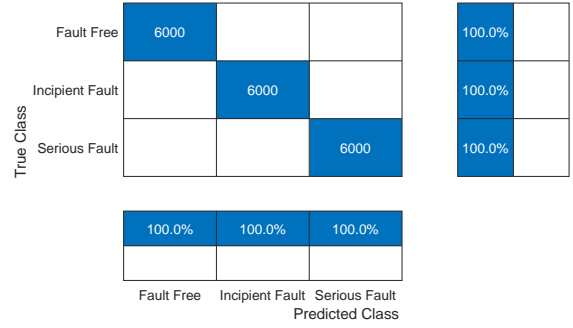 Fault Free 6000 100.0%
Incipient Fault 6000 100.0%
Serious Fault 6000 100.0%
True Class
100.0% 100.0% 100.0%
Fault Free Incipient Fault Serious Fault
Predicted Class